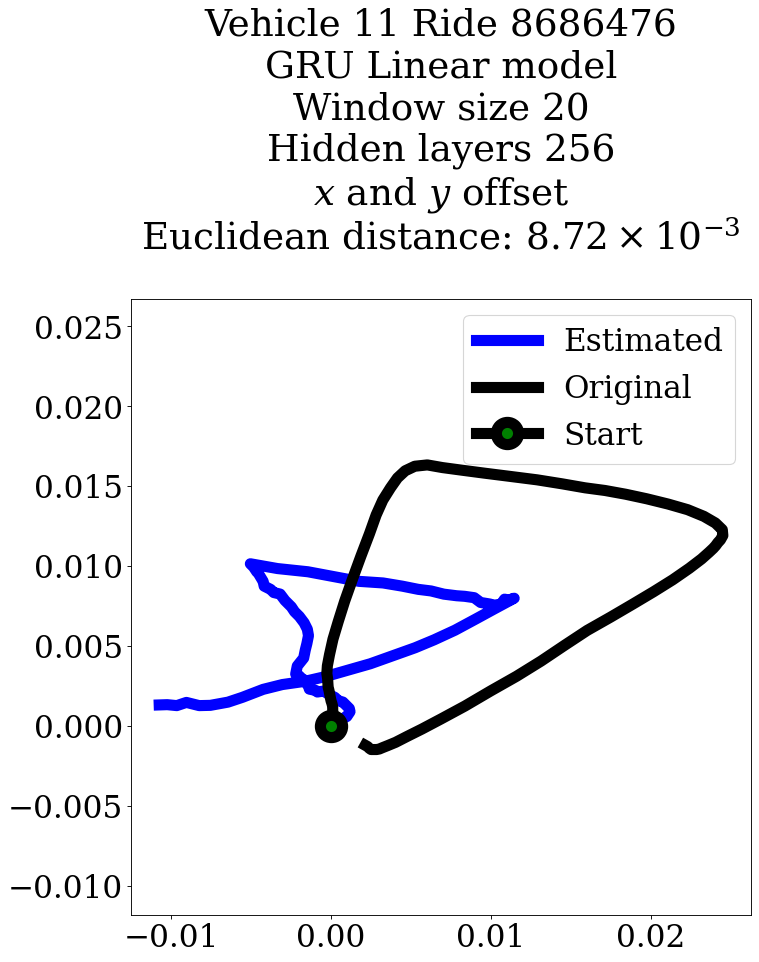 Vehicle 11 Ride 8686476
GRU Linear model
Window size 20
Hidden layers 256
x and y offset
Euclidean distance: 8.72 × 10⁻³
Estimated
Original
Start
0.025
0.020
0.015
0.010
0.005
0.000
−0.005
−0.010
−0.01 0.00 0.01 0.02